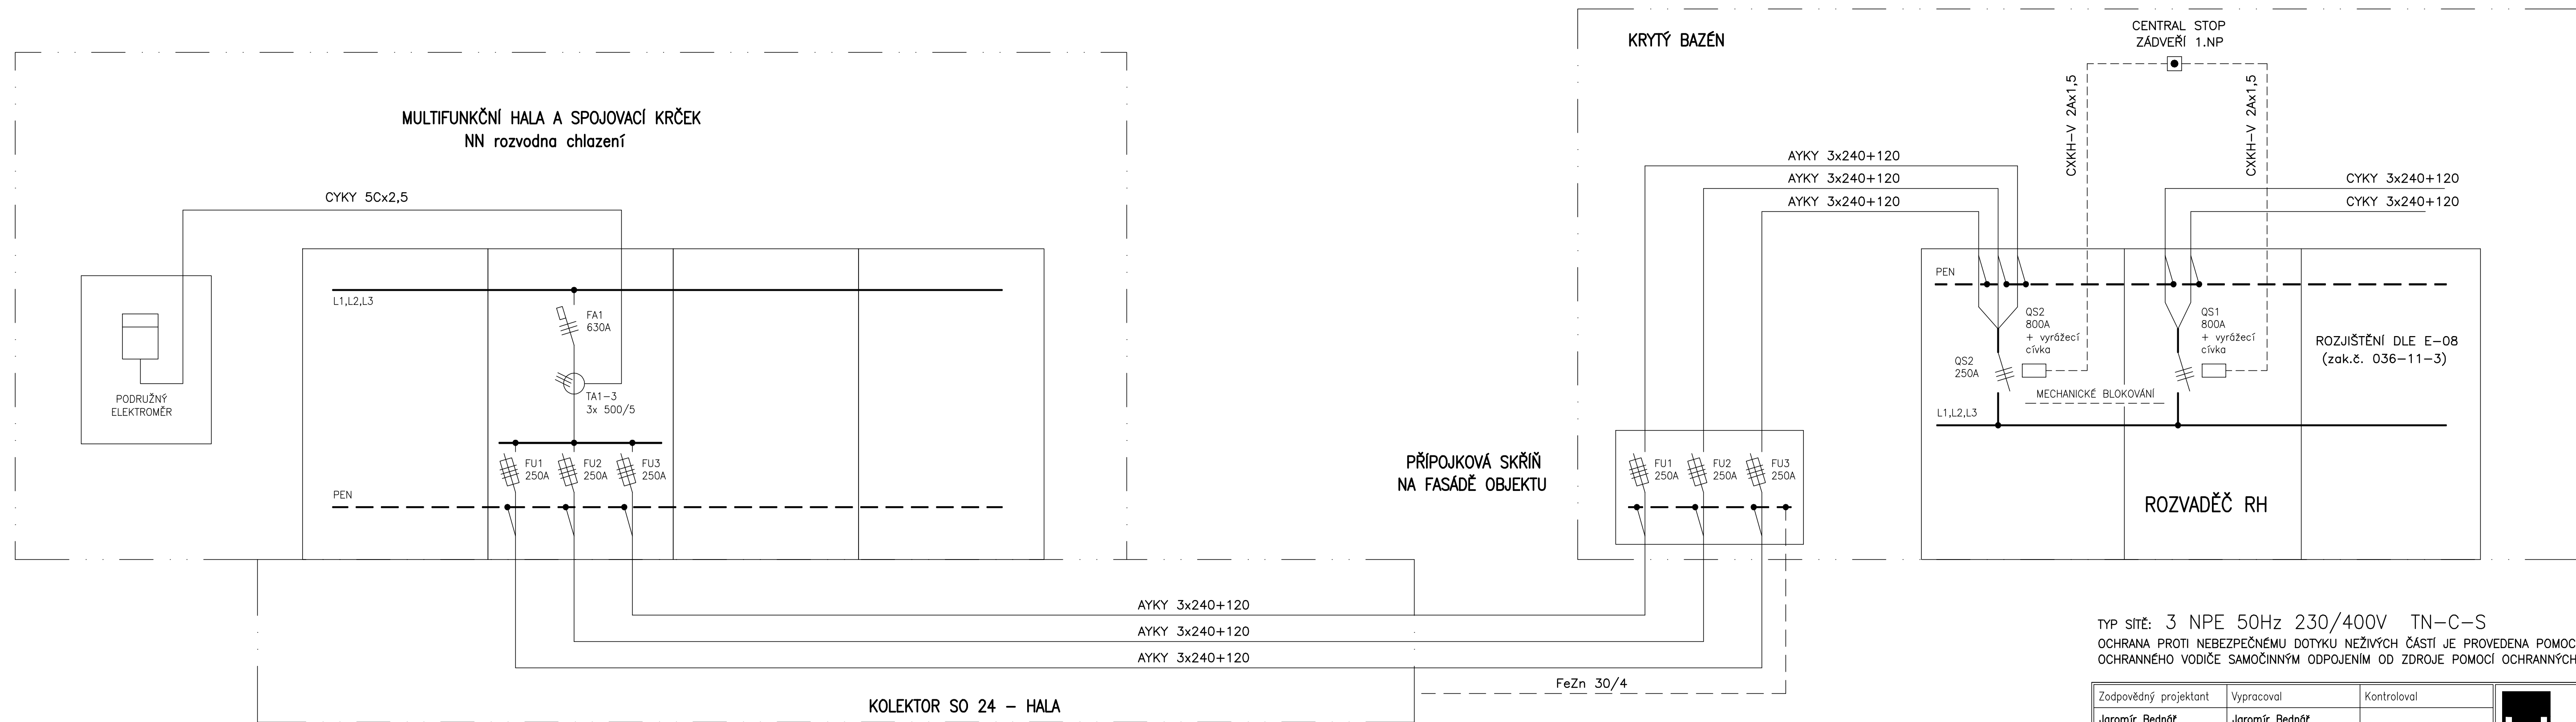 MULTIFUNKČNÍ HALA A SPOJOVACÍ KRČEK
NN rozvodna chlazení
CYKY 5Cx2,5
PODRUŽNÝ
ELEKTROMĚR
L1,L2,L3
FA1
630A
TA1-3
3x 500/5
FU1
250A
FU2
250A
FU3
250A
PEN
AYKY 3x240+120
AYKY 3x240+120
AYKY 3x240+120
KOLEKTOR SO 24 - HALA
FeZn 30/4
PŘÍPOJKOVÁ SKŘÍŇ
NA FASÁDĚ OBJEKTU
KRYTÝ BAZÉN
FU1
250A
FU2
250A
FU3
250A
AYKY 3x240+120
AYKY 3x240+120
AYKY 3x240+120
CENTRAL STOP
ZÁDVEŘÍ 1.NP
CXKH-V 2Ax1,5
CXKH-V 2Ax1,5
CYKY 3x240+120
CYKY 3x240+120
PEN
QS2
800A
+ vyrážecí
cívka
QS2
250A
QS1
800A
+ vyrážecí
cívka
MECHANICKÉ BLOKOVÁNÍ
L1,L2,L3
ROZJIŠTĚNÍ DLE E-08
(zak.č. 036-11-3)
ROZVADĚČ RH
TYP SÍTĚ: 3 NPE 50Hz 230/400V TN-C-S
OCHRANA PROTI NEBEZPEČNÉMU DOTYKU NEŽIVÝCH ČÁSTÍ JE PROVEDENA POMOC
OCHRANNÉHO VODIČE SAMOČINNÝM ODPOJENÍM OD ZDROJE POMOCÍ OCHRANNÝCH
Zodpovědný projektant
Vypracoval
Kontroloval
Jaromír Bednář
Jaromír Bednář